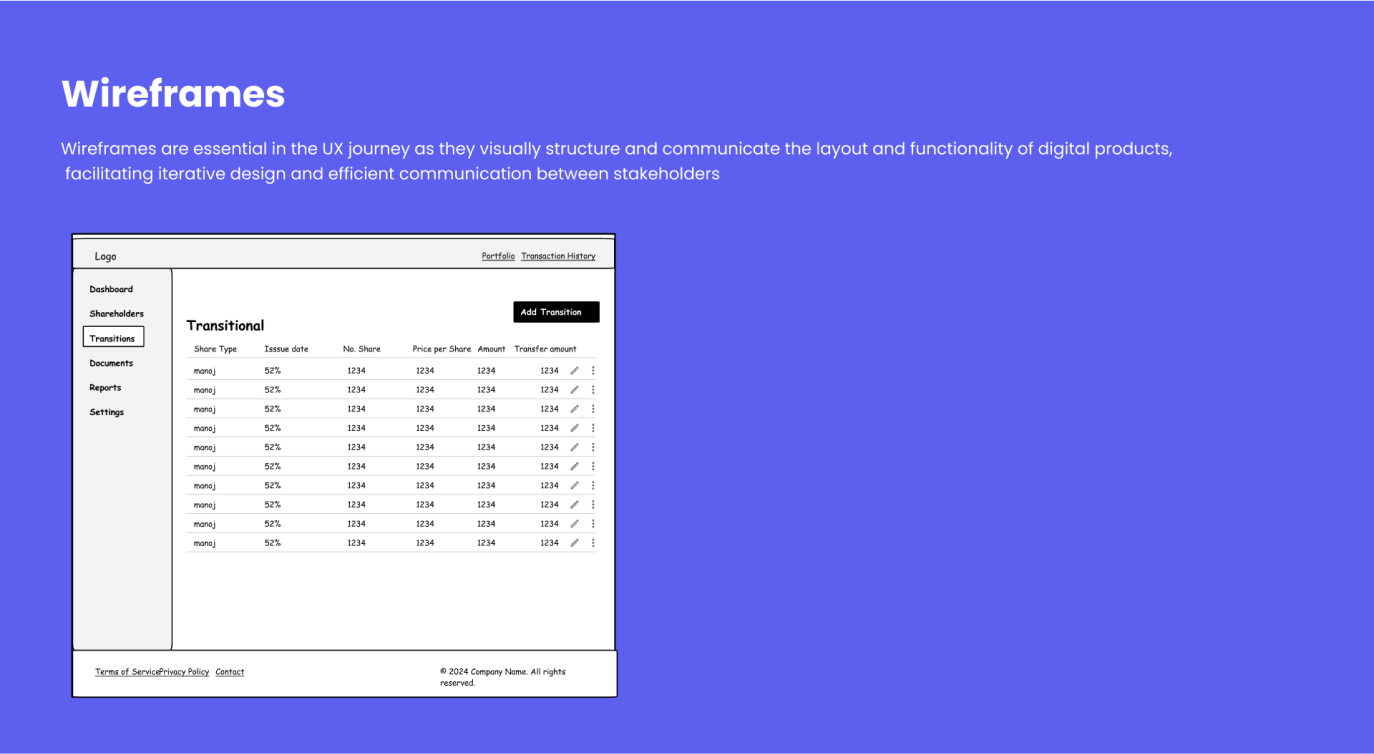 Wireframes
Wireframes are essential in the UX journey as they visually structure and communicate the layout and functionality of digital products,
facilitating iterative design and efficient communication between stakeholders
Logo
Portfolio Transaction History
Dashboard
Shareholders
Transitions
Documents
Reports
Settings
Add Transition
Transitional
Share Type Isssue date No. Share Price per Share Amount Transfer amount
manoj 52% 1234 1234 1234 1234
manoj 52% 1234 1234 1234 1234
manoj 52% 1234 1234 1234 1234
manoj 52% 1234 1234 1234 1234
manoj 52% 1234 1234 1234 1234
manoj 52% 1234 1234 1234 1234
manoj 52% 1234 1234 1234 1234
manoj 52% 1234 1234 1234 1234
manoj 52% 1234 1234 1234 1234
manoj 52% 1234 1234 1234 1234
Terms of ServicePrivacy Policy Contact
© 2024 Company Name. All rights
reserved.